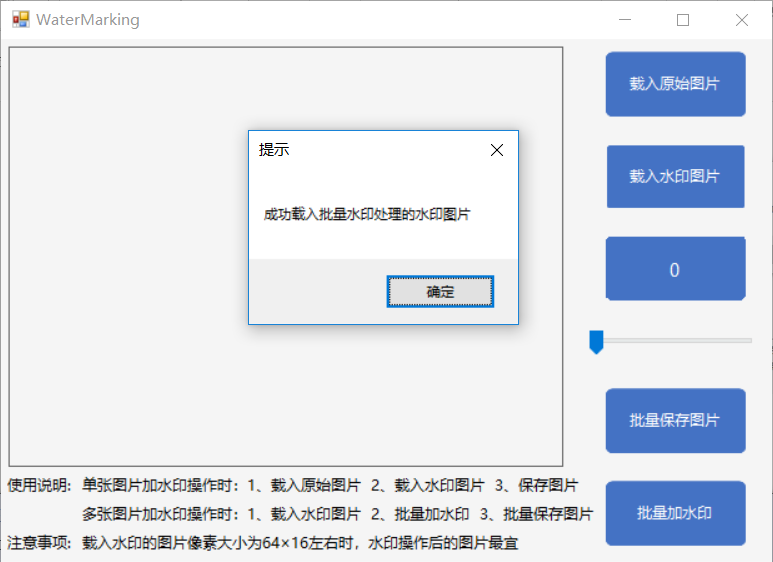 WaterMarking
载入原始图片
提示
载入水印图片
成功载入批量水印处理的水印图片
0
确定
批量保存图片
使用说明：单张图片加水印操作时：1、载入原始图片 2、载入水印图片 3、保存图片
多张图片加水印操作时：1、载入水印图片 2、批量加水印 3、批量保存图片
批量加水印
注意事项：载入水印的图片像素大小为64×16左右时，水印操作后的图片最宜